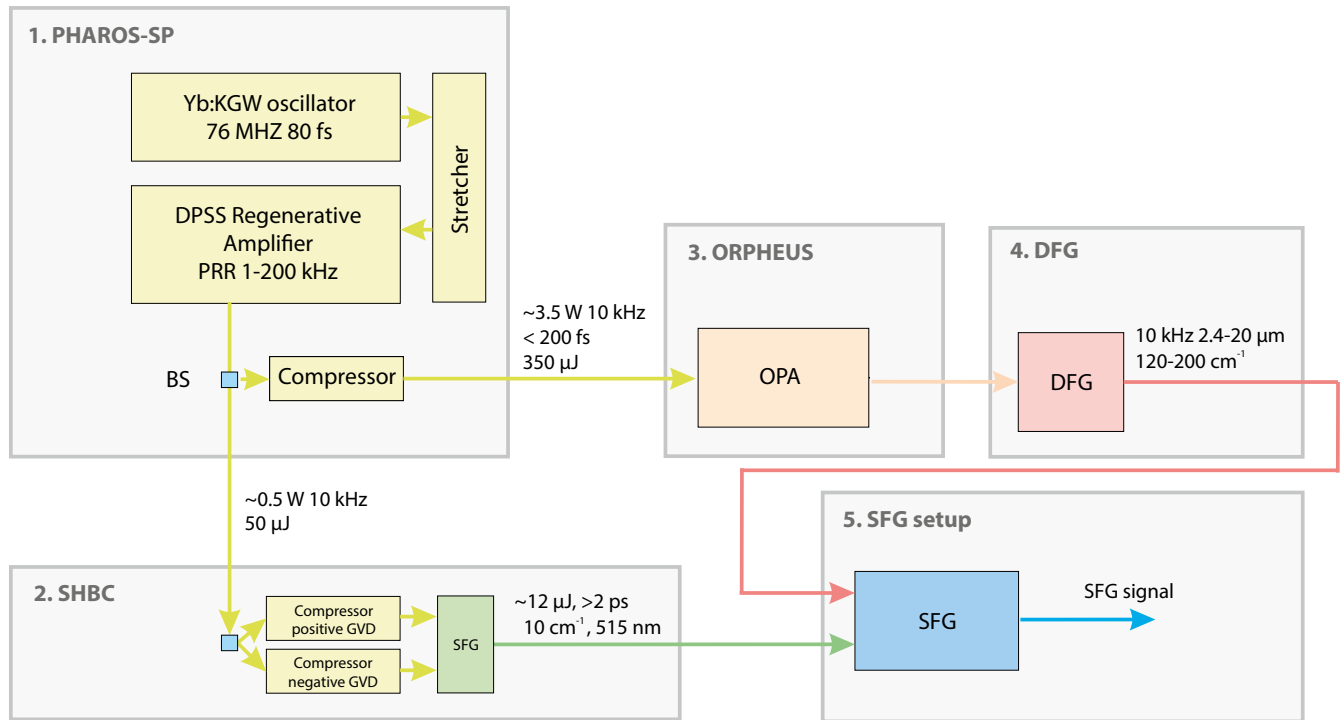 1. PHAROS-SP
Yb:KGW oscillator
76 MHZ 80 fs
Stretcher
DPSS Regenerative
Amplifier
PRR 1-200 kHz
BS
Compressor
~3.5 W 10 kHz
< 200 fs
350 µJ
3. ORPHEUS
OPA
4. DFG
DFG
10 kHz 2.4-20 µm
120-200 cm⁻¹
~0.5 W 10 kHz
50 µJ
2. SHBC
Compressor
positive GVD
Compressor
negative GVD
SFG
~12 µJ, >2 ps
10 cm⁻¹, 515 nm
5. SFG setup
SFG
SFG signal